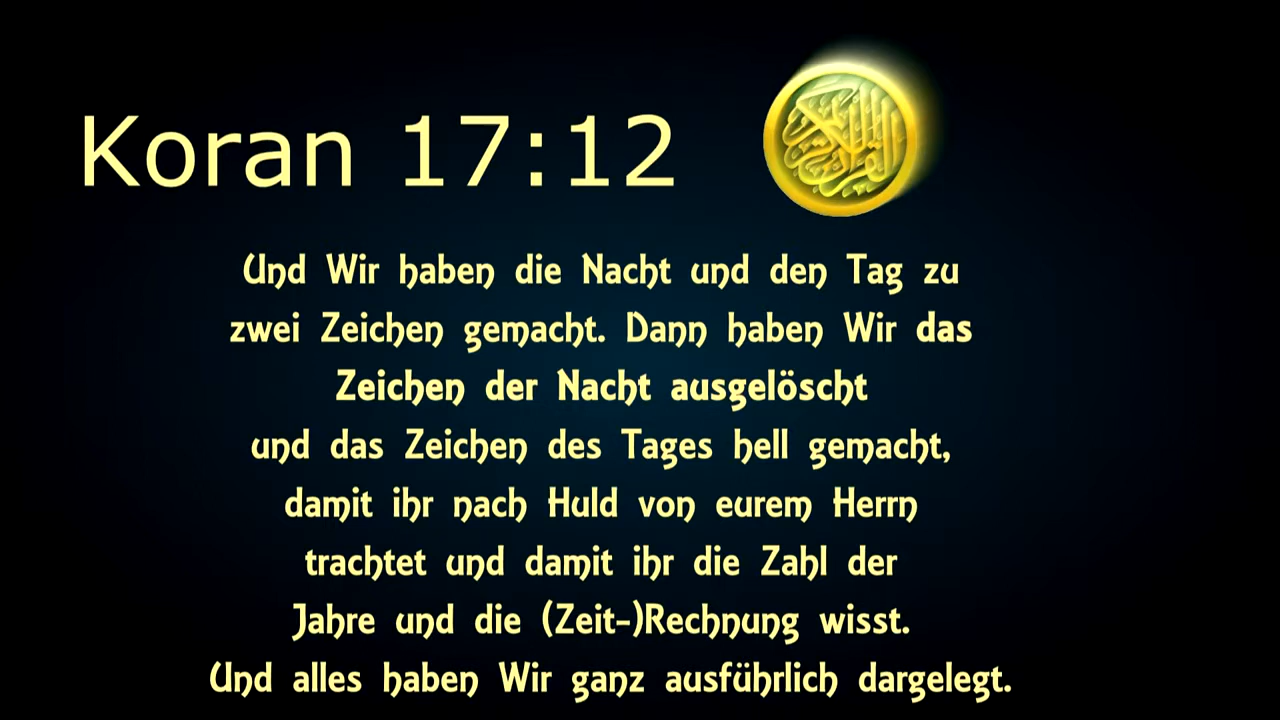 Koran 17:12
القرآن الكريم
Und Wir haben die Nacht und den Tag zu
zwei Zeichen gemacht. Dann haben Wir das
Zeichen der Nacht ausgelöscht
und das Zeichen des Tages hell gemacht,
damit ihr nach Huld von eurem Herrn
trachtet und damit ihr die Zahl der
Jahre und die (Zeit-)Rechnung wisst.
Und alles haben Wir ganz ausführlich dargelegt.